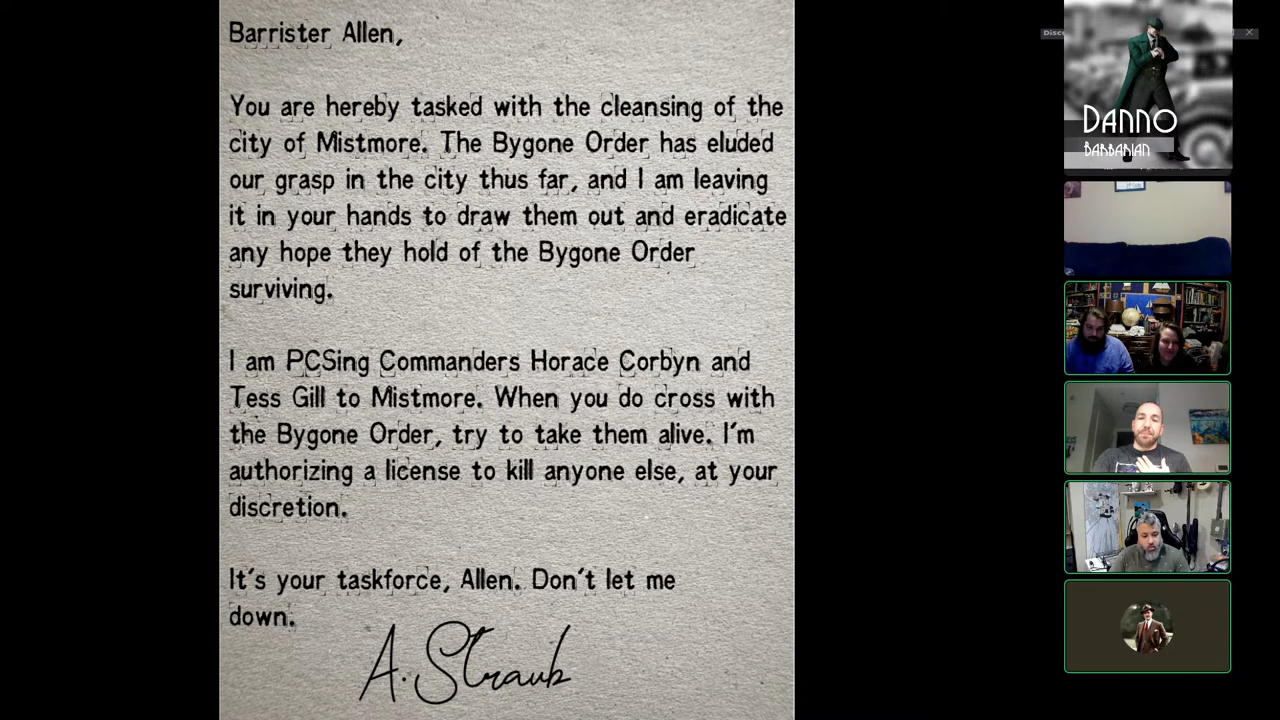 Barrister Allen,
You are hereby tasked with the cleansing of the
city of Mistmore. The Bygone Order has eluded
our grasp in the city thus far, and I am leaving
it in your hands to draw them out and eradicate
any hope they hold of the Bygone Order
surviving.
I am PCSing Commanders Horace Corbyn and
Tess Gill to Mistmore. When you do cross with
the Bygone Order, try to take them alive. I'm
authorizing a license to kill anyone else, at your
discretion.
It's your taskforce, Allen. Don't let me
down.
A. Straub
Disc
Danno
Barbarian